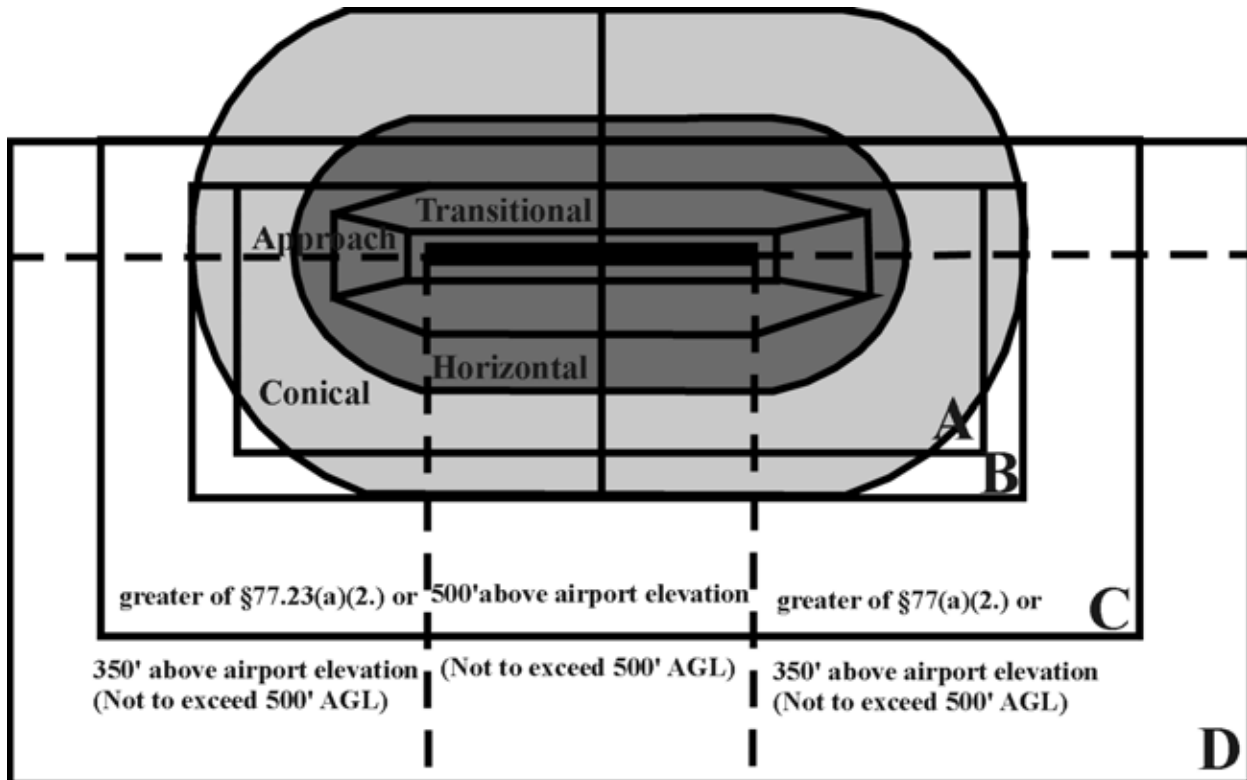 Transitional
Approach
Horizontal
Conical
A
B
greater of §77.23(a)(2.) or
500'above airport elevation
greater of §77(a)(2.) or
C
350' above airport elevation
(Not to exceed 500' AGL)
(Not to exceed 500' AGL)
350' above airport elevation
(Not to exceed 500' AGL)
D